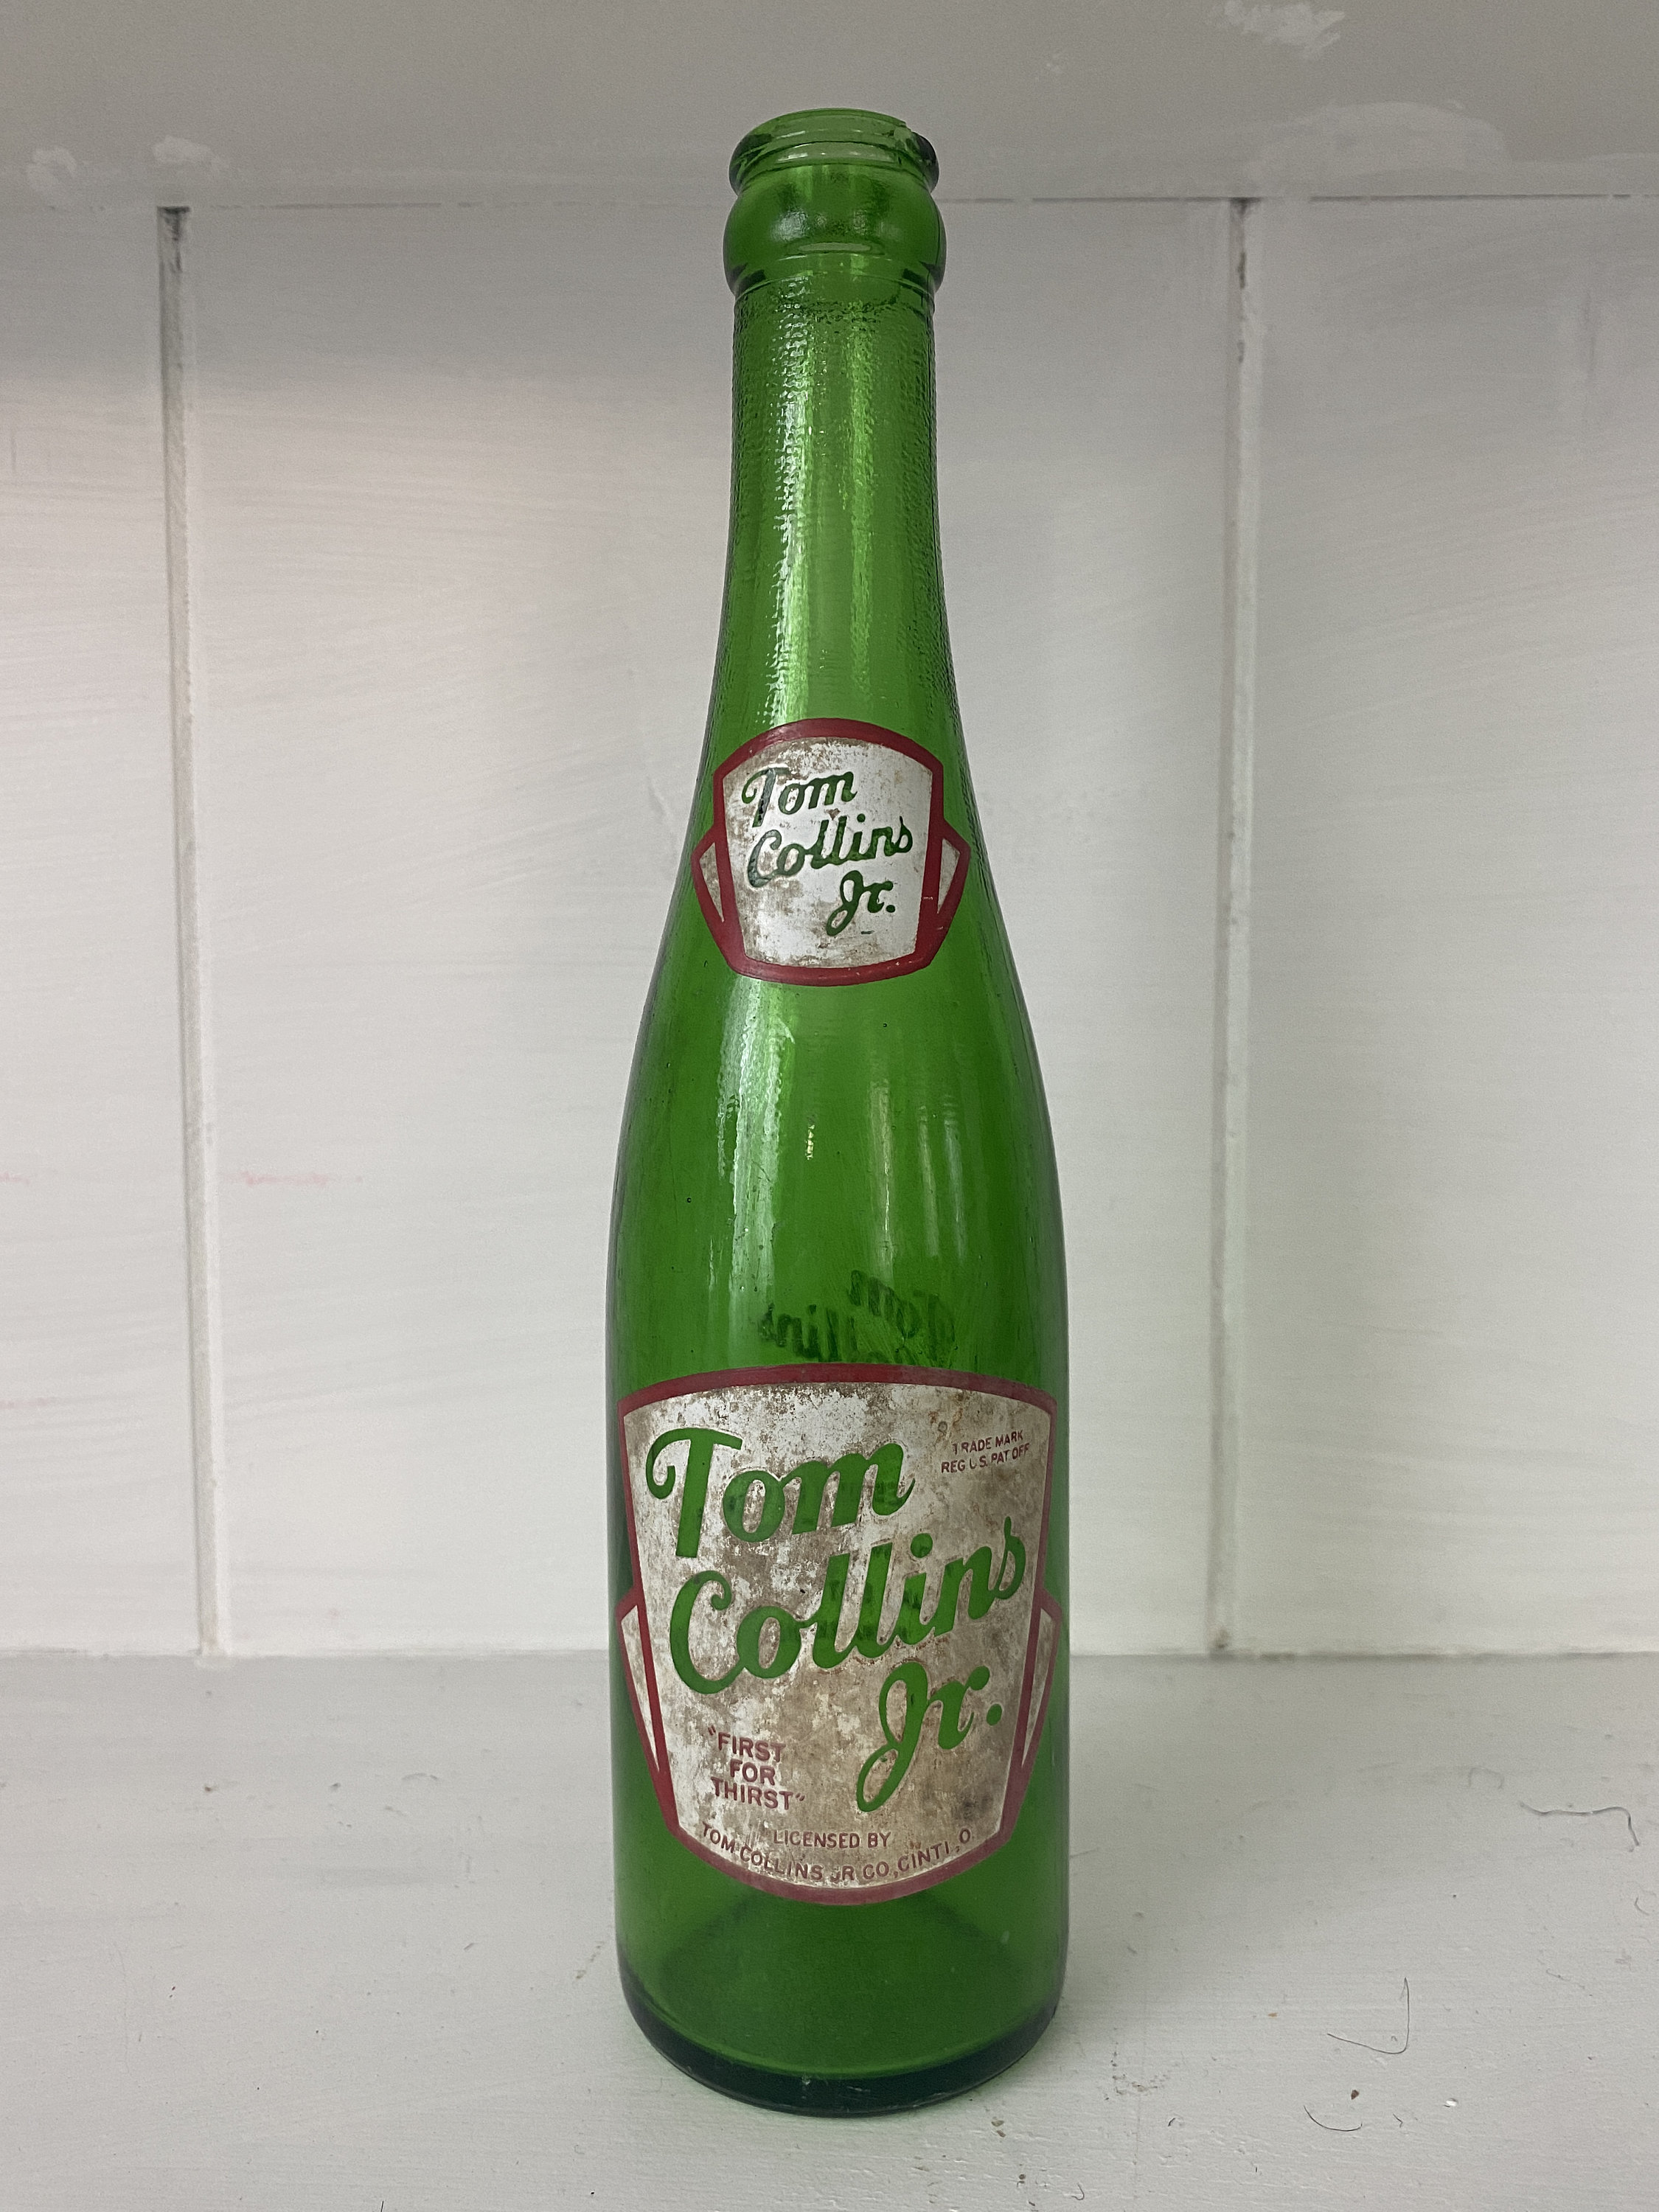 Tom
Collins
Jr.
Tom
TRADE MARK
REG U.S. PAT OFF
Collins
Jr.
"FIRST
FOR
THIRST"
LICENSED BY
TOM COLLINS JR CO, CINTI, O.